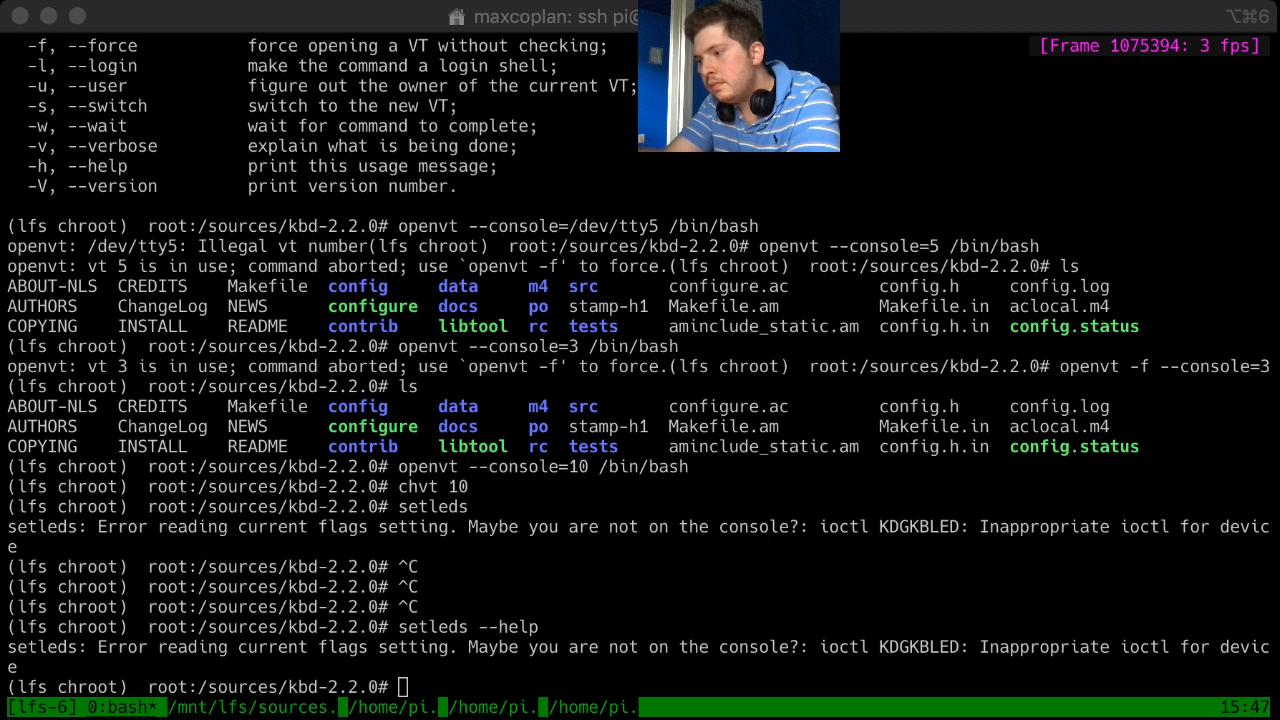 maxcoplan: ssh pi@
⌥⌘6
-f, --force force opening a VT without checking;
[Frame 1075394: 3 fps]
-l, --login make the command a login shell;
-u, --user figure out the owner of the current VT;
-s, --switch switch to the new VT;
-w, --wait wait for command to complete;
-v, --verbose explain what is being done;
-h, --help print this usage message;
-V, --version print version number.
(lfs chroot) root:/sources/kbd-2.2.0# openvt --console=/dev/tty5 /bin/bash
openvt: /dev/tty5: Illegal vt number(lfs chroot) root:/sources/kbd-2.2.0# openvt --console=5 /bin/bash
openvt: vt 5 is in use; command aborted; use `openvt -f' to force.(lfs chroot) root:/sources/kbd-2.2.0# ls
ABOUT-NLS CREDITS Makefile config data m4 src configure.ac config.h config.log
AUTHORS ChangeLog NEWS configure docs po stamp-h1 Makefile.am Makefile.in aclocal.m4
COPYING INSTALL README contrib libtool rc tests aminclude_static.am config.h.in config.status
(lfs chroot) root:/sources/kbd-2.2.0# openvt --console=3 /bin/bash
openvt: vt 3 is in use; command aborted; use `openvt -f' to force.(lfs chroot) root:/sources/kbd-2.2.0# openvt -f --console=3
(lfs chroot) root:/sources/kbd-2.2.0# ls
ABOUT-NLS CREDITS Makefile config data m4 src configure.ac config.h config.log
AUTHORS ChangeLog NEWS configure docs po stamp-h1 Makefile.am Makefile.in aclocal.m4
COPYING INSTALL README contrib libtool rc tests aminclude_static.am config.h.in config.status
(lfs chroot) root:/sources/kbd-2.2.0# openvt --console=10 /bin/bash
(lfs chroot) root:/sources/kbd-2.2.0# chvt 10
(lfs chroot) root:/sources/kbd-2.2.0# setleds
setleds: Error reading current flags setting. Maybe you are not on the console?: ioctl KDGKBLED: Inappropriate ioctl for devic
e
(lfs chroot) root:/sources/kbd-2.2.0# ^C
(lfs chroot) root:/sources/kbd-2.2.0# ^C
(lfs chroot) root:/sources/kbd-2.2.0# ^C
(lfs chroot) root:/sources/kbd-2.2.0# setleds --help
setleds: Error reading current flags setting. Maybe you are not on the console?: ioctl KDGKBLED: Inappropriate ioctl for devic
e
(lfs chroot) root:/sources/kbd-2.2.0#
[lfs-6] 0:bash* /mnt/lfs/sources. /home/pi. /home/pi. /home/pi. 15:47